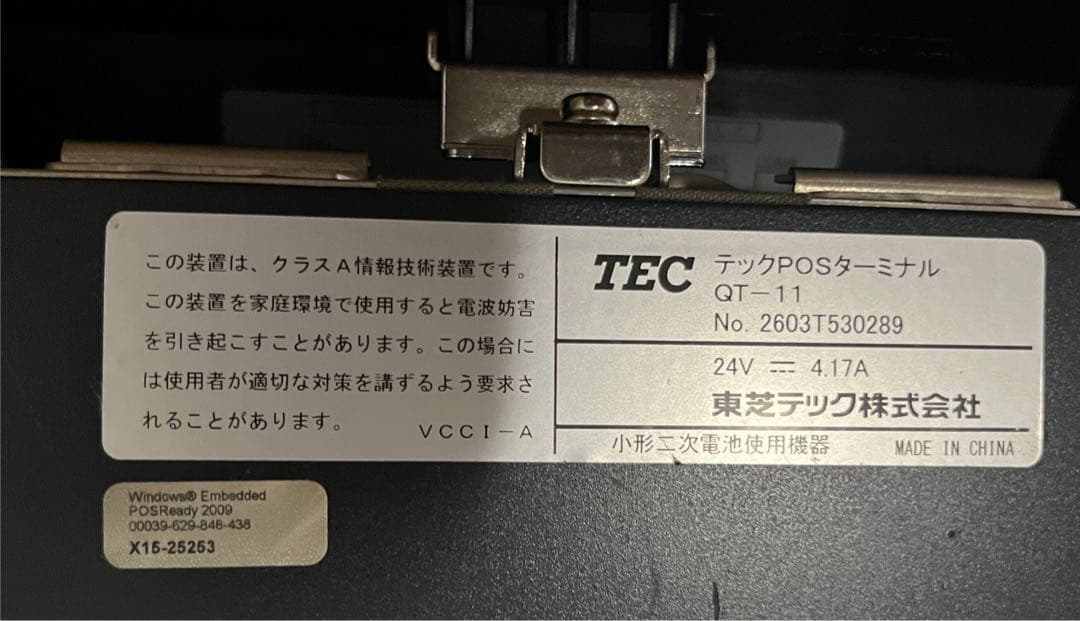 この装置は、クラスA情報技術装置です。
この装置を家庭環境で使用すると電波妨害
を引き起こすことがあります。この場合に
は使用者が適切な対策を講ずるよう要求さ
れることがあります。
VCCI-A
TEC テックPOSターミナル
QT-11
No. 2603T530289
24V ⎓ 4.17A
東芝テック株式会社
小形二次電池使用機器 MADE IN CHINA
Windows® Embedded
POSReady 2009
00039-629-848-438
X15-25253